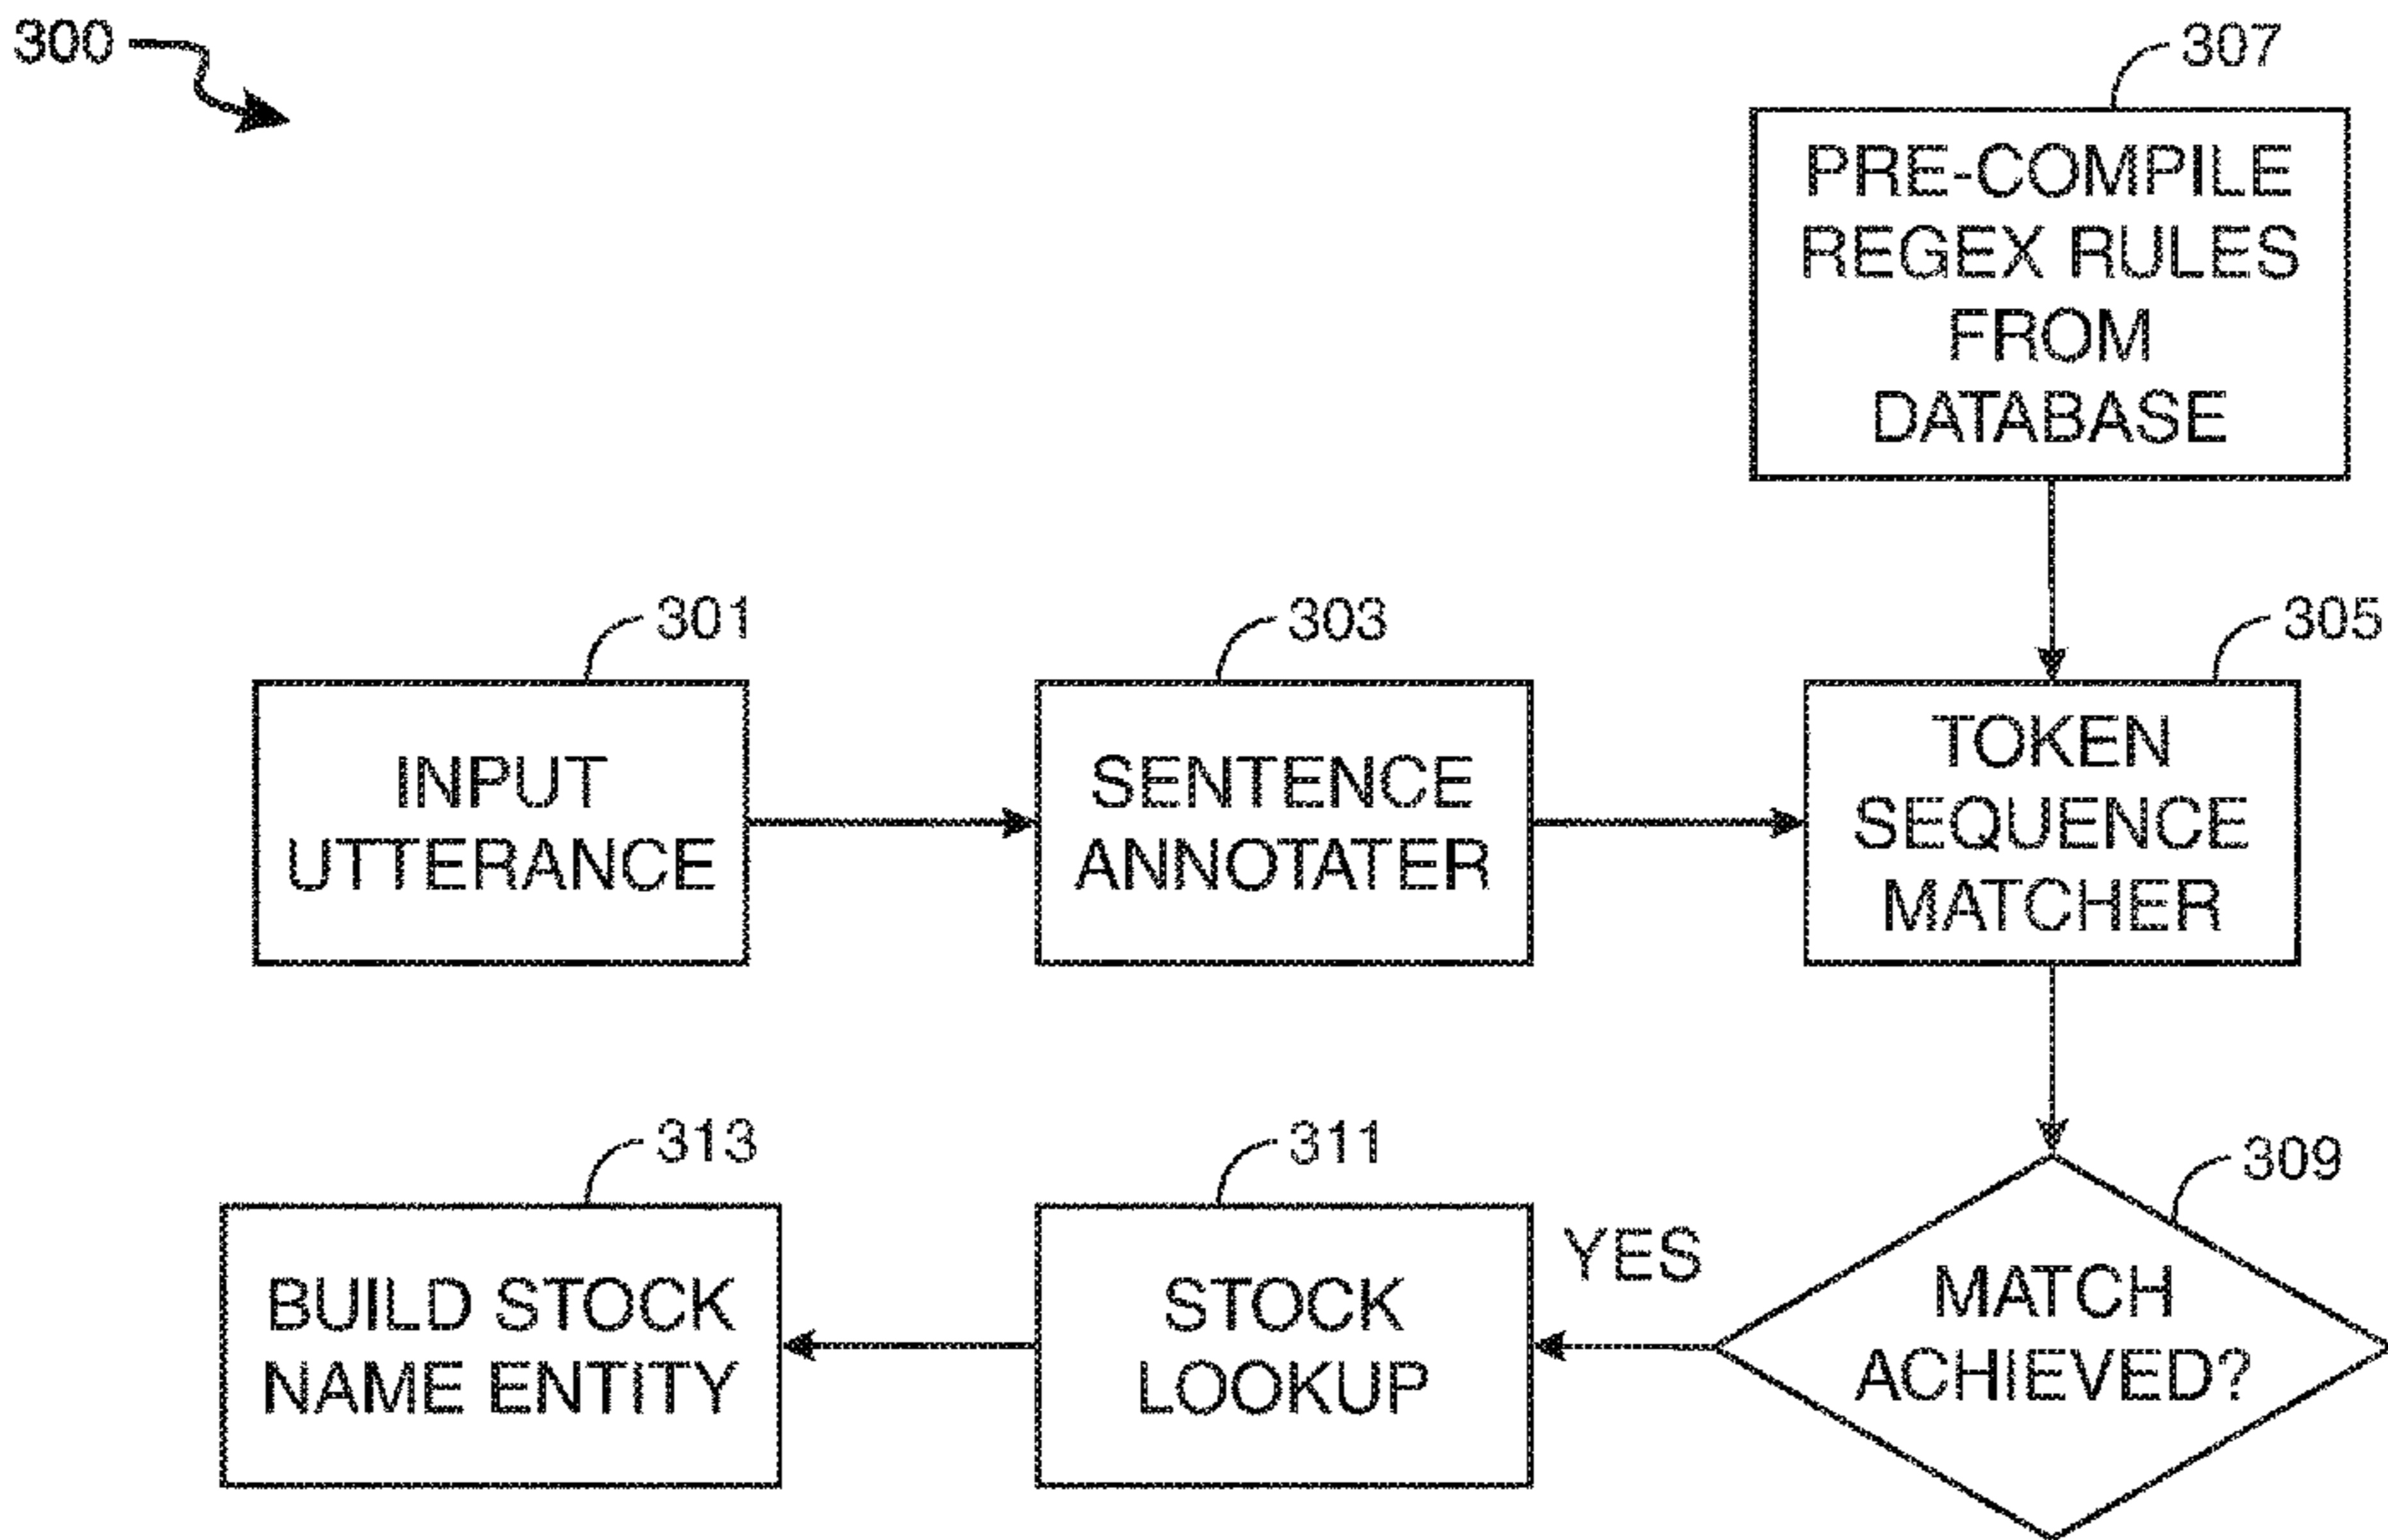 300
307
PRE-COMPILE
REGEX RULES
FROM
DATABASE
301
INPUT
UTTERANCE
303
SENTENCE
ANNOTATER
305
TOKEN
SEQUENCE
MATCHER
313
BUILD STOCK
NAME ENTITY
311
STOCK
LOOKUP
YES
309
MATCH
ACHIEVED?